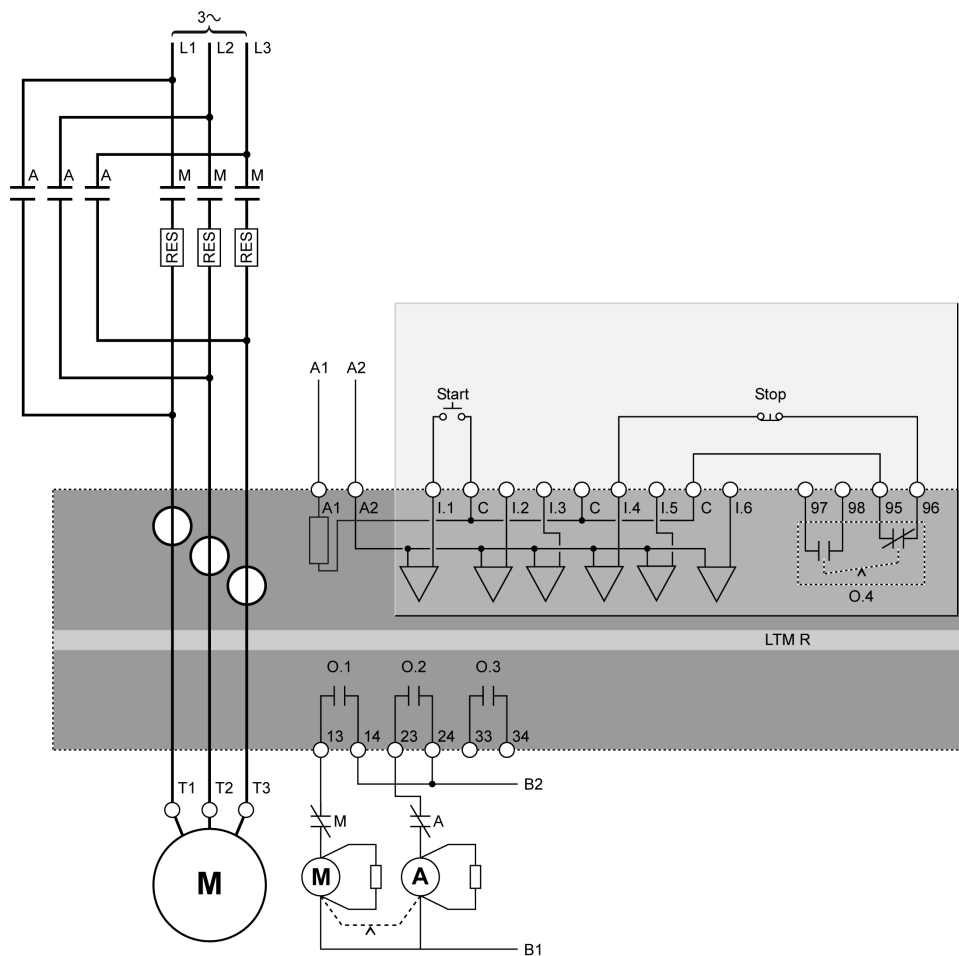 3~
L1 L2 L3
A A A M M M
RES RES RES
A1 A2
Start Stop
A1 A2 I.1 C I.2 I.3 C I.4 I.5 C I.6 97 98 95 96
O.4
LTM R
O.1 O.2 O.3
13 14 23 24 33 34
T1 T2 T3 B2
M A
M M A
B1